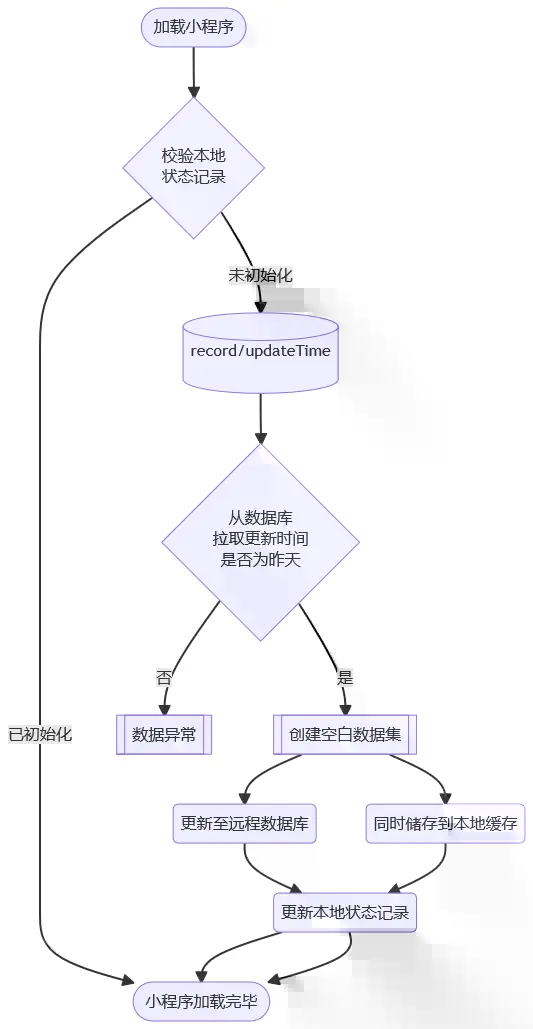 加载小程序
校验本地
状态记录
未初始化
record/updateTime
从数据库
拉取更新时间
是否为昨天
否
是
已初始化
数据异常
创建空白数据集
更新至远程数据库
同时储存到本地缓存
更新本地状态记录
小程序加载完毕